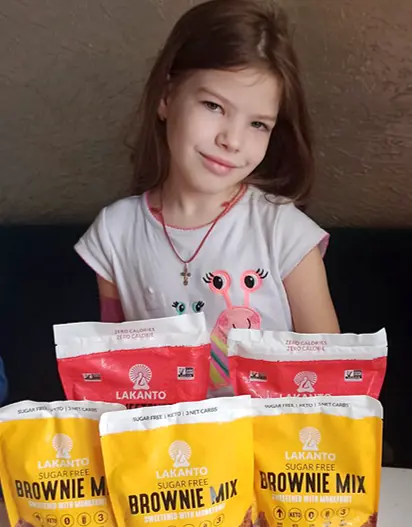 ZERO CALORIES
ZERO CALORIE
LAKANTO
ZERO CALORIES
ZERO CALORIE
LAKANTO
SUGAR FREE | KETO | 2 NET CARBS
LAKANTO
SUGAR FREE
BROWNIE MIX
SWEETENED WITH MONKFRUIT
SUGAR FREE | KETO | 2 NET CARBS
LAKANTO
SUGAR FREE
BROWNIE MIX
SWEETENED WITH MONKFRUIT
SUGAR FREE | KETO | 2 NET CARBS
LAKANTO
SUGAR FREE
BROWNIE MIX
SWEETENED WITH MONKFRUIT